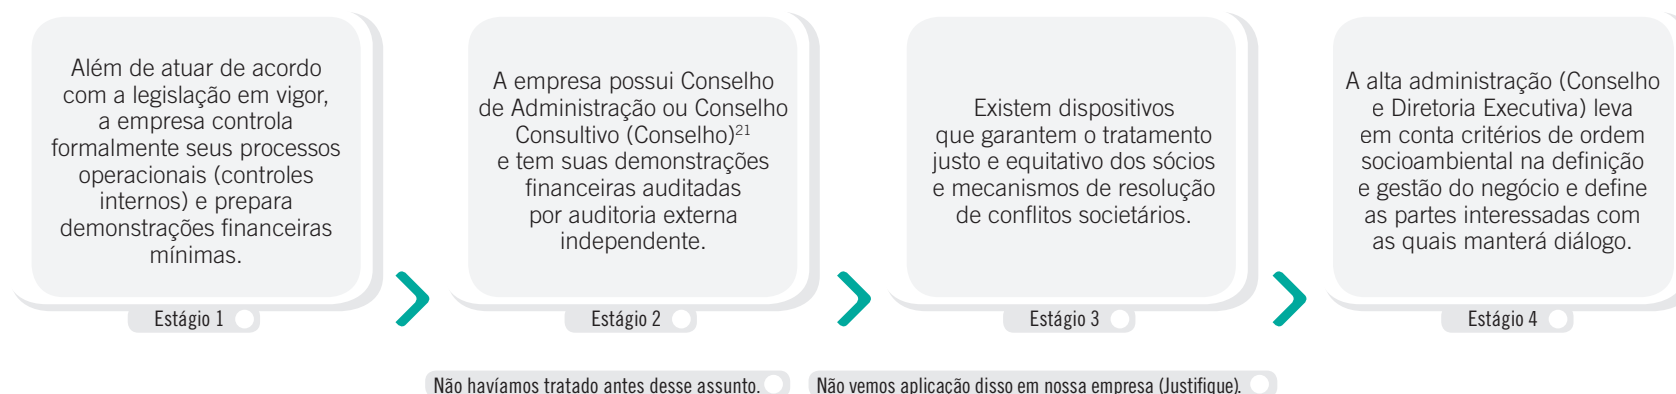 Além de atuar de acordo
com a legislação em vigor,
a empresa controla
formalmente seus processos
operacionais (controles
internos) e prepara
demonstrações financeiras
mínimas.
Estágio 1
A empresa possui Conselho
de Administração ou Conselho
Consultivo (Conselho)21
e tem suas demonstrações
financeiras auditadas
por auditoria externa
independente.
Estágio 2
Existem dispositivos
que garantem o tratamento
justo e equitativo dos sócios
e mecanismos de resolução
de conflitos societários.
Estágio 3
A alta administração (Conselho
e Diretoria Executiva) leva
em conta critérios de ordem
socioambiental na definição
e gestão do negócio e define
as partes interessadas com
as quais manterá diálogo.
Estágio 4
Não havíamos tratado antes desse assunto.
Não vemos aplicação disso em nossa empresa (Justifique).